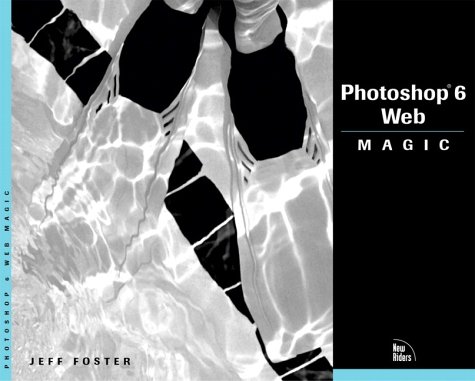 Photoshop® 6
Web
MAGIC
PHOTOSHOP 6 WEB MAGIC
JEFF FOSTER
New
Riders